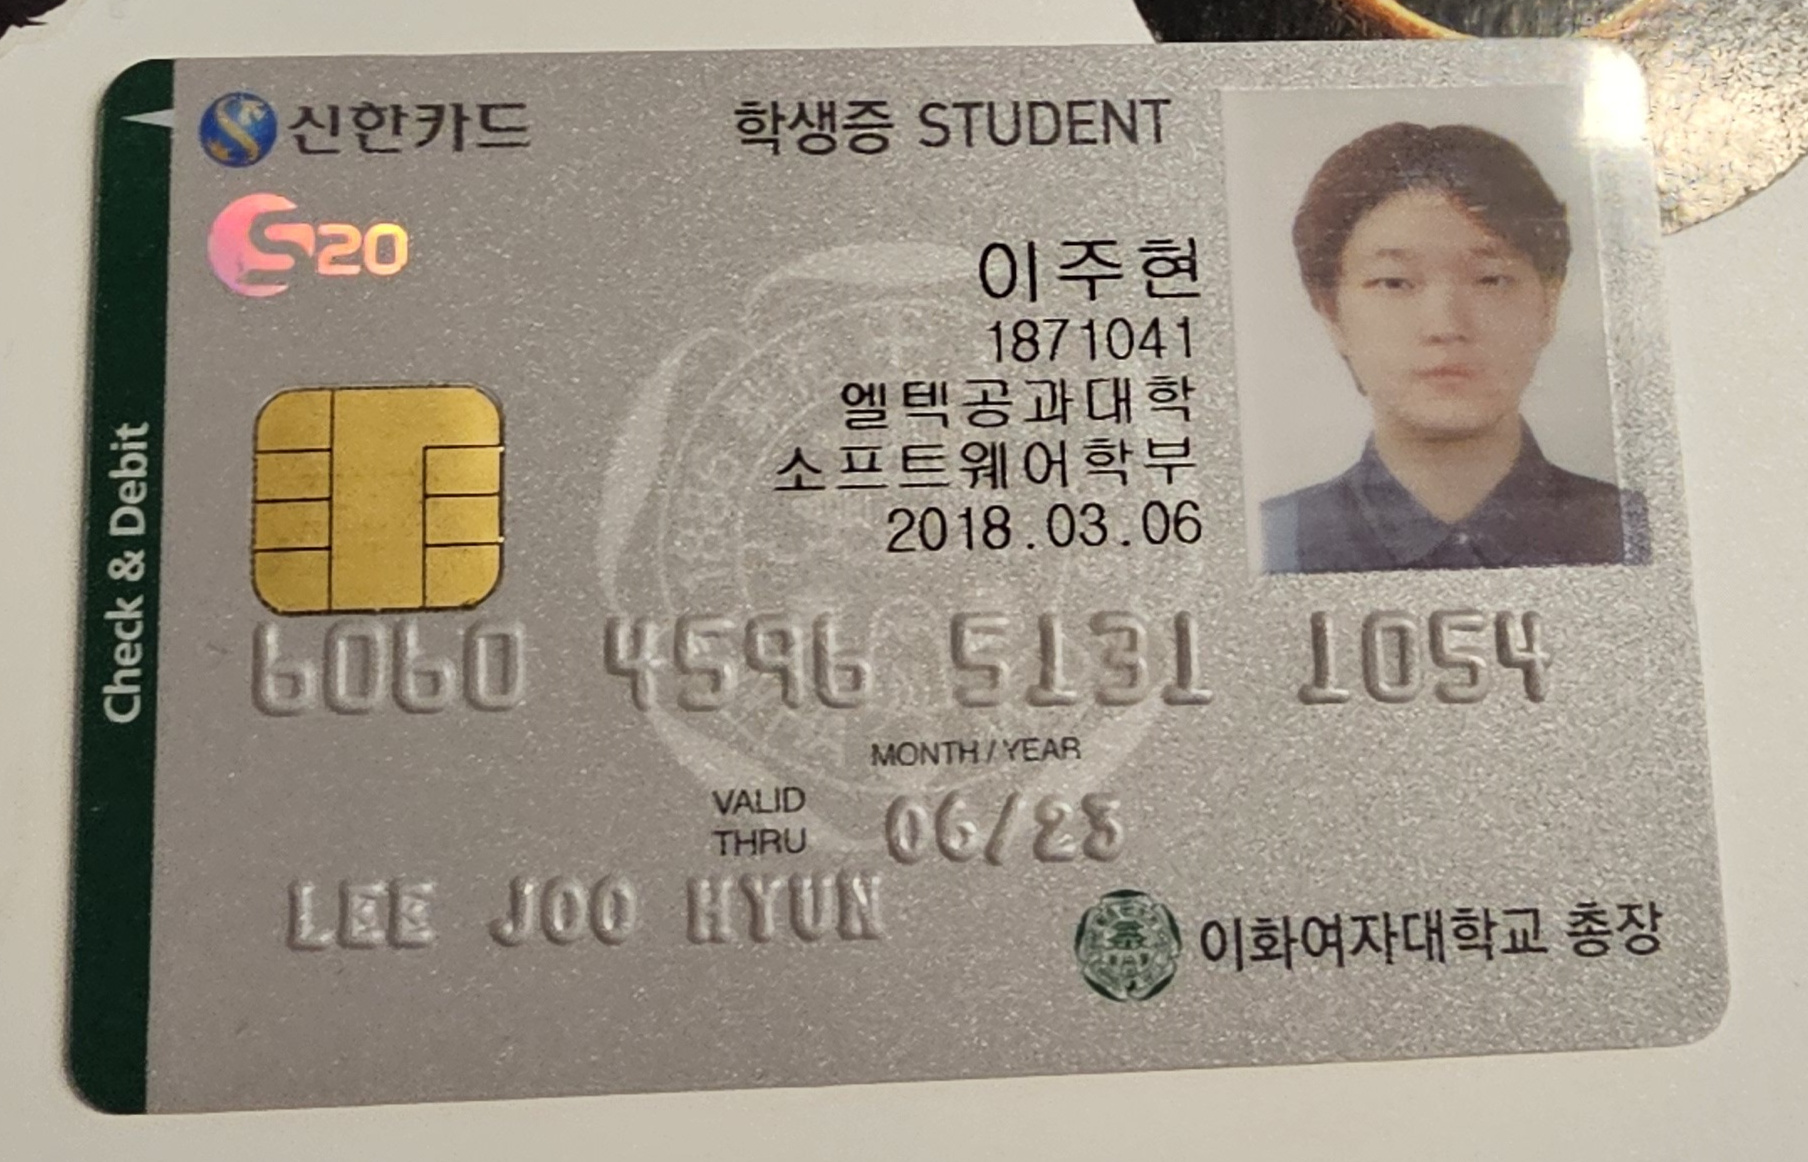 신한카드
학생증 STUDENT
S20
이주현
1871041
엘텍공과대학
소프트웨어학부
2018.03.06
Check & Debit
6060 4596 5131 1054
MONTH / YEAR
VALID
THRU
LEE JOO HYUN
이화여자대학교 총장